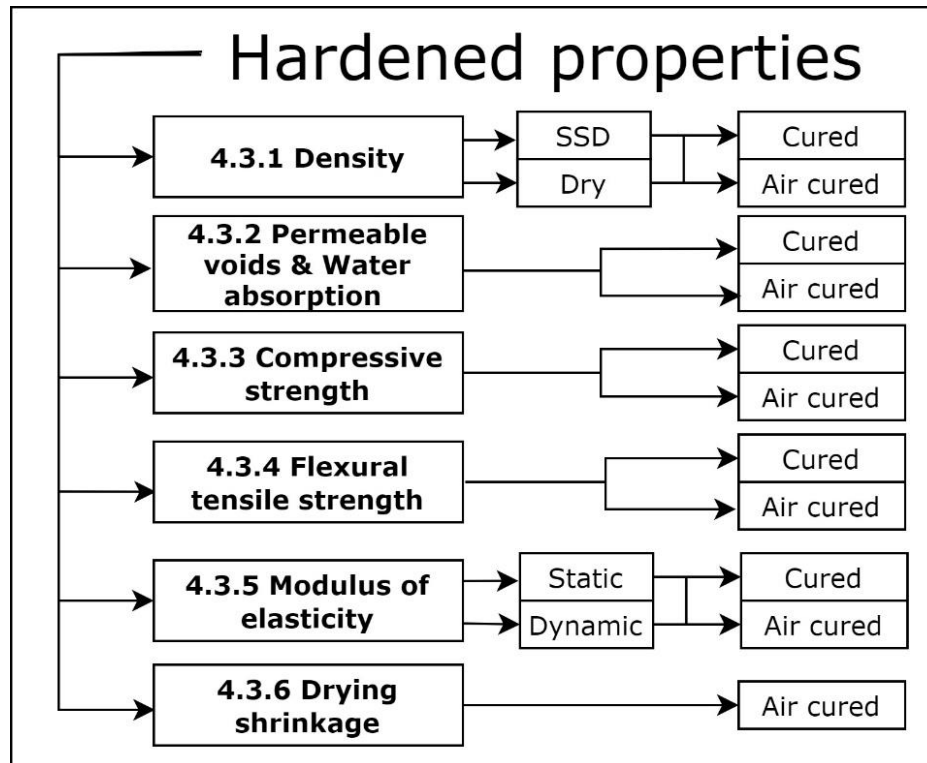 Hardened properties
4.3.1 Density
SSD
Dry
Cured
Air cured
4.3.2 Permeable
voids & Water
absorption
Cured
Air cured
4.3.3 Compressive
strength
Cured
Air cured
4.3.4 Flexural
tensile strength
Cured
Air cured
4.3.5 Modulus of
elasticity
Static
Dynamic
Cured
Air cured
4.3.6 Drying
shrinkage
Air cured